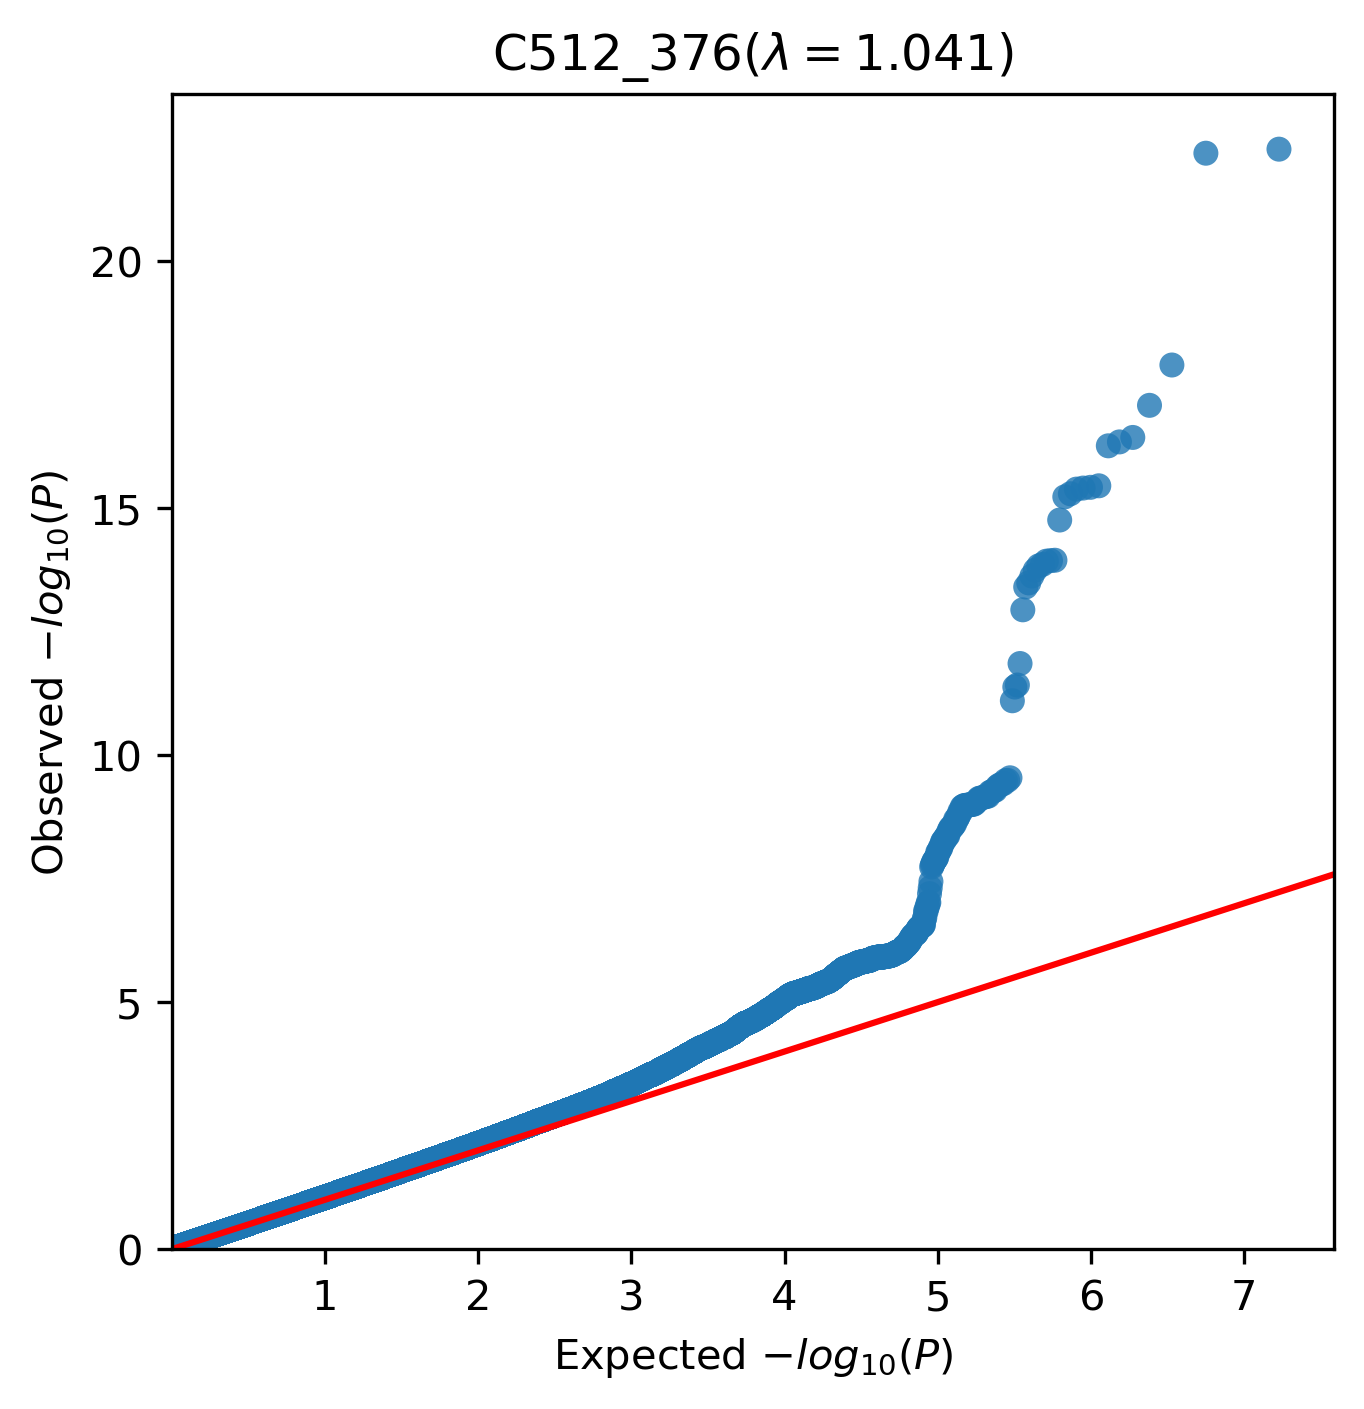 C512_376(λ = 1.041)
Observed −log₁₀(P)
20
15
10
5
0
1 2 3 4 5 6 7
Expected −log₁₀(P)